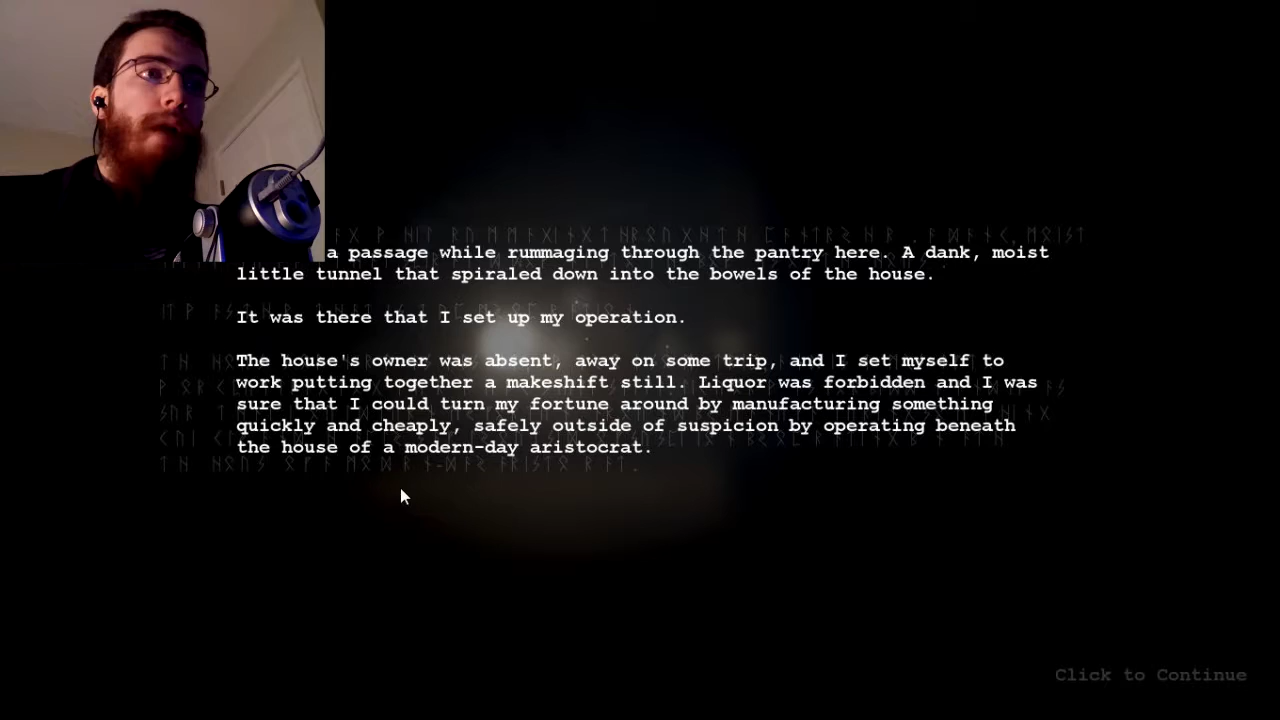 a passage while rummaging through the pantry here. A dank, moist
little tunnel that spiraled down into the bowels of the house.
It was there that I set up my operation.
The house's owner was absent, away on some trip, and I set myself to
work putting together a makeshift still. Liquor was forbidden and I was
sure that I could turn my fortune around by manufacturing something
quickly and cheaply, safely outside of suspicion by operating beneath
the house of a modern-day aristocrat.
Click to Continue